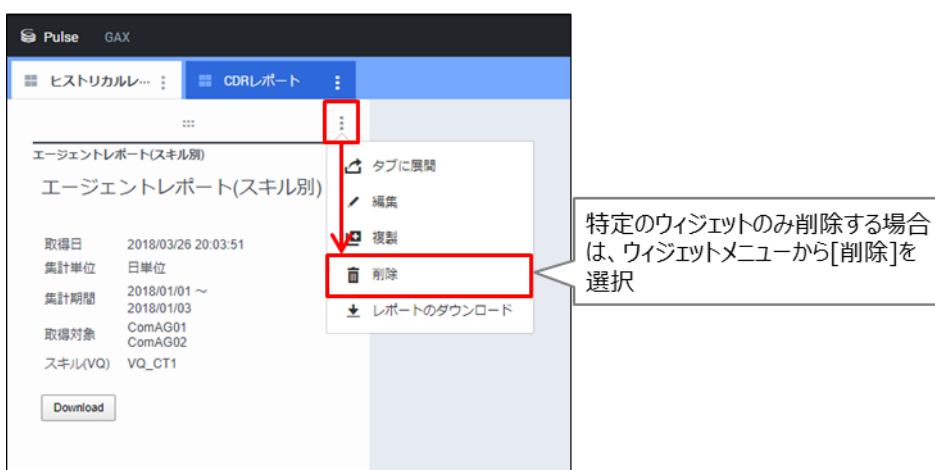 Pulse GAX
ヒストリカルレ… CDRレポート
エージェントレポート(スキル別)
エージェントレポート(スキル別)
取得日 2018/03/26 20:03:51
集計単位 日単位
集計期間 2018/01/01 ~
2018/01/03
取得対象 ComAG01
ComAG02
スキル(VQ) VQ_CT1
Download
タブに展開
編集
複製
削除
レポートのダウンロード
特定のウィジェットのみ削除する場合
は、ウィジェットメニューから[削除]を
選択